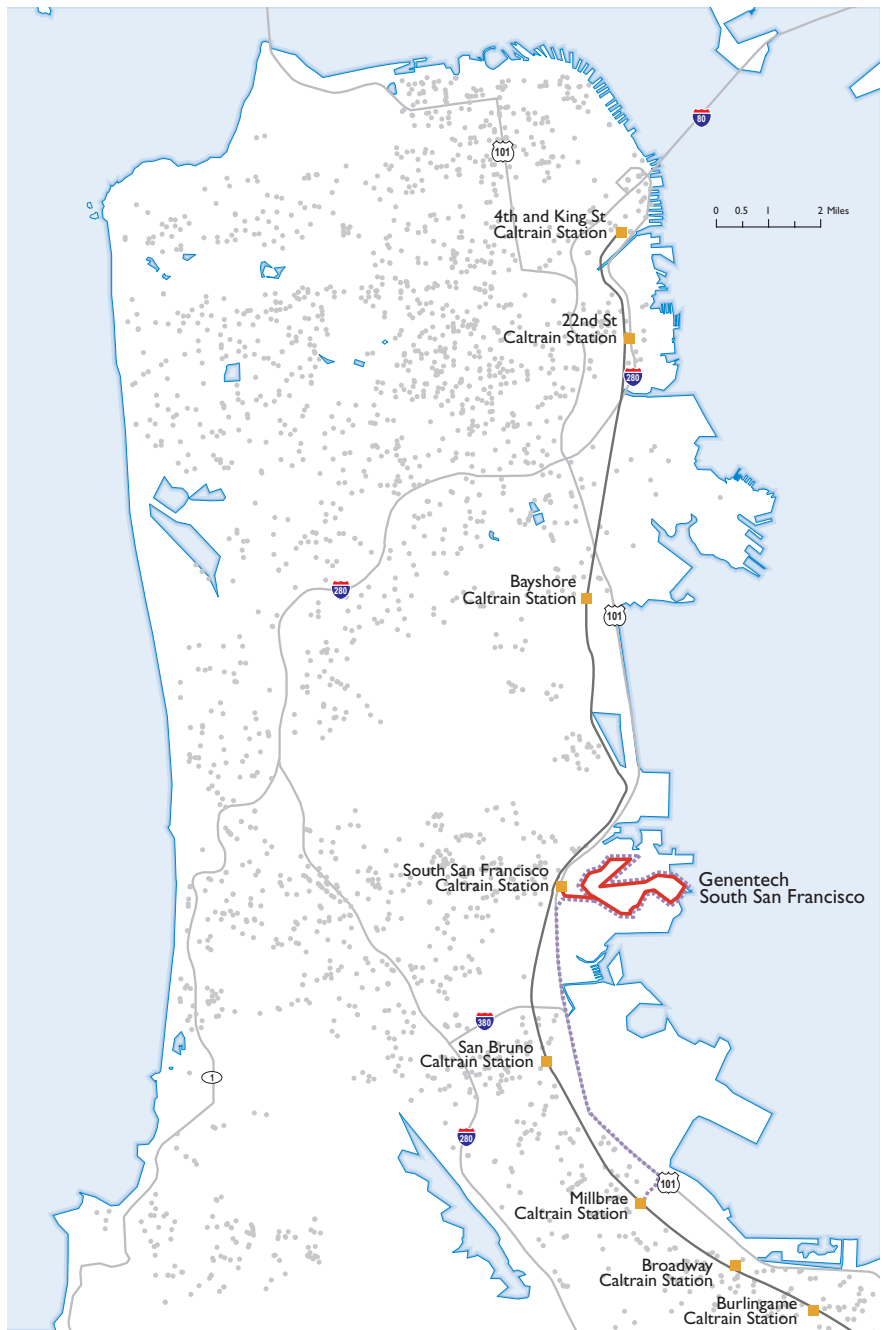 80
101
4th and King St
Caltrain Station
0 0.5 1 2 Miles
22nd St
Caltrain Station
280
280
Bayshore
Caltrain Station
101
South San Francisco
Caltrain Station
Genentech
South San Francisco
380
San Bruno
Caltrain Station
1
280
101
Millbrae
Caltrain Station
Broadway
Caltrain Station
Burlingame
Caltrain Station